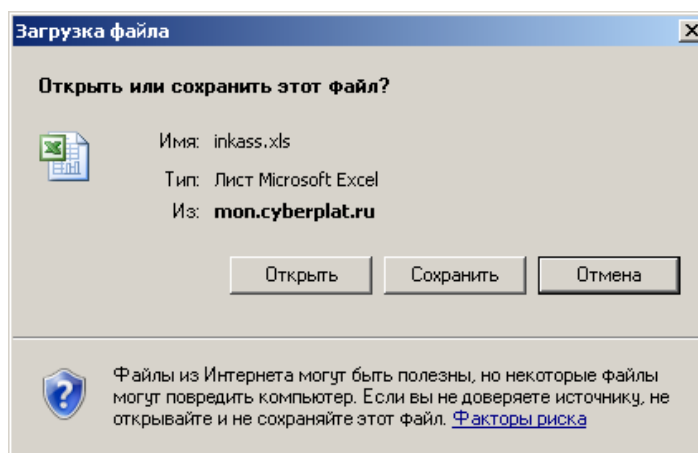 Загрузка файла
Открыть или сохранить этот файл?
Имя: inkass.xls
Тип: Лист Microsoft Excel
Из: mon.cyberplat.ru
Открыть Сохранить Отмена
Файлы из Интернета могут быть полезны, но некоторые файлы
могут повредить компьютер. Если вы не доверяете источнику, не
открывайте и не сохраняйте этот файл. Факторы риска